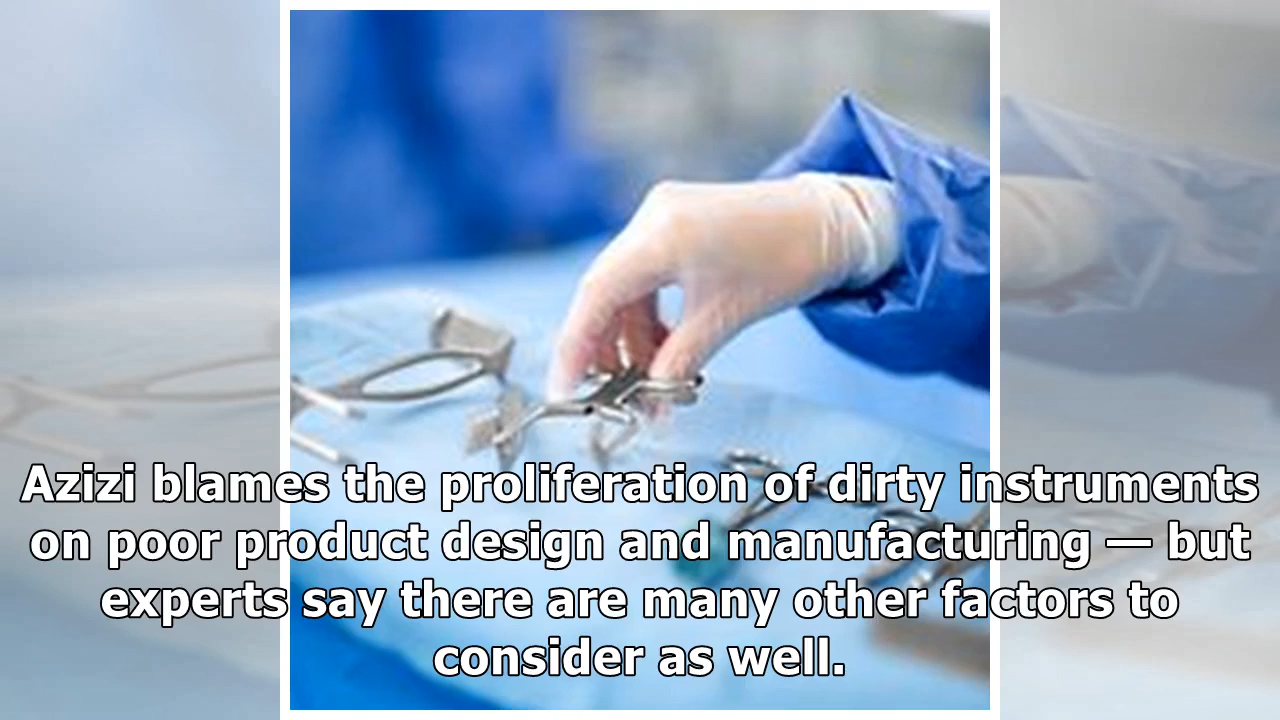 Azizi blames the proliferation of dirty instruments
on poor product design and manufacturing — but
experts say there are many other factors to
consider as well.